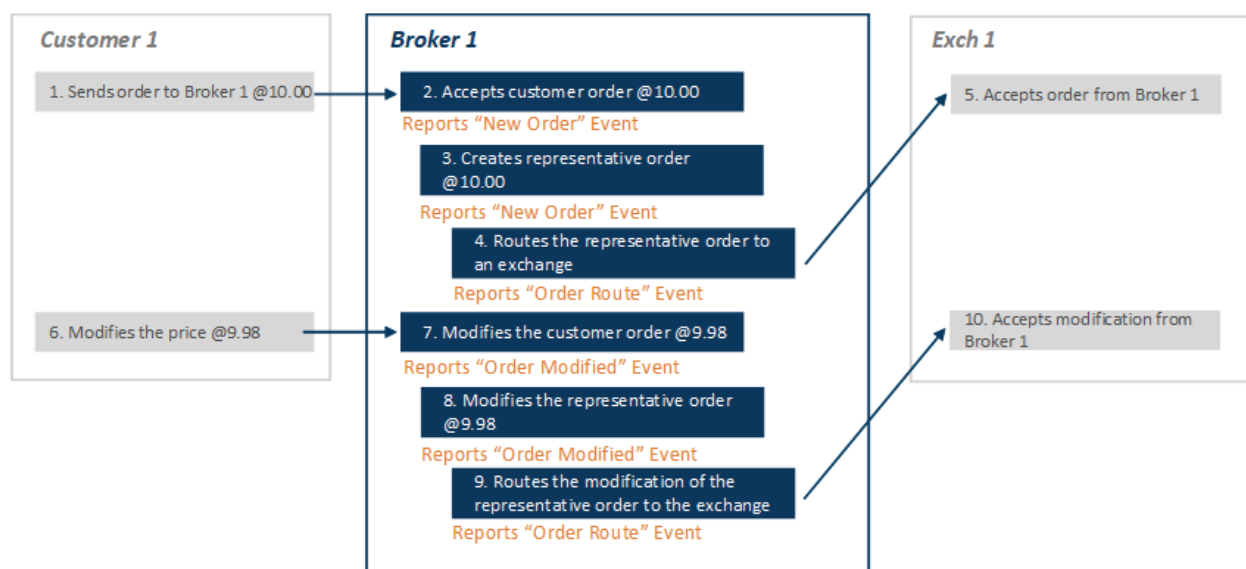 Customer 1
1. Sends order to Broker 1 @10.00
6. Modifies the price @9.98
Broker 1
2. Accepts customer order @10.00
Reports “New Order” Event
3. Creates representative order
@10.00
Reports “New Order” Event
4. Routes the representative order to
an exchange
Reports “Order Route” Event
7. Modifies the customer order @9.98
Reports “Order Modified” Event
8. Modifies the representative order
@9.98
Reports “Order Modified” Event
9. Routes the modification of the
representative order to the exchange
Reports “Order Route” Event
Exch 1
5. Accepts order from Broker 1
10. Accepts modification from
Broker 1